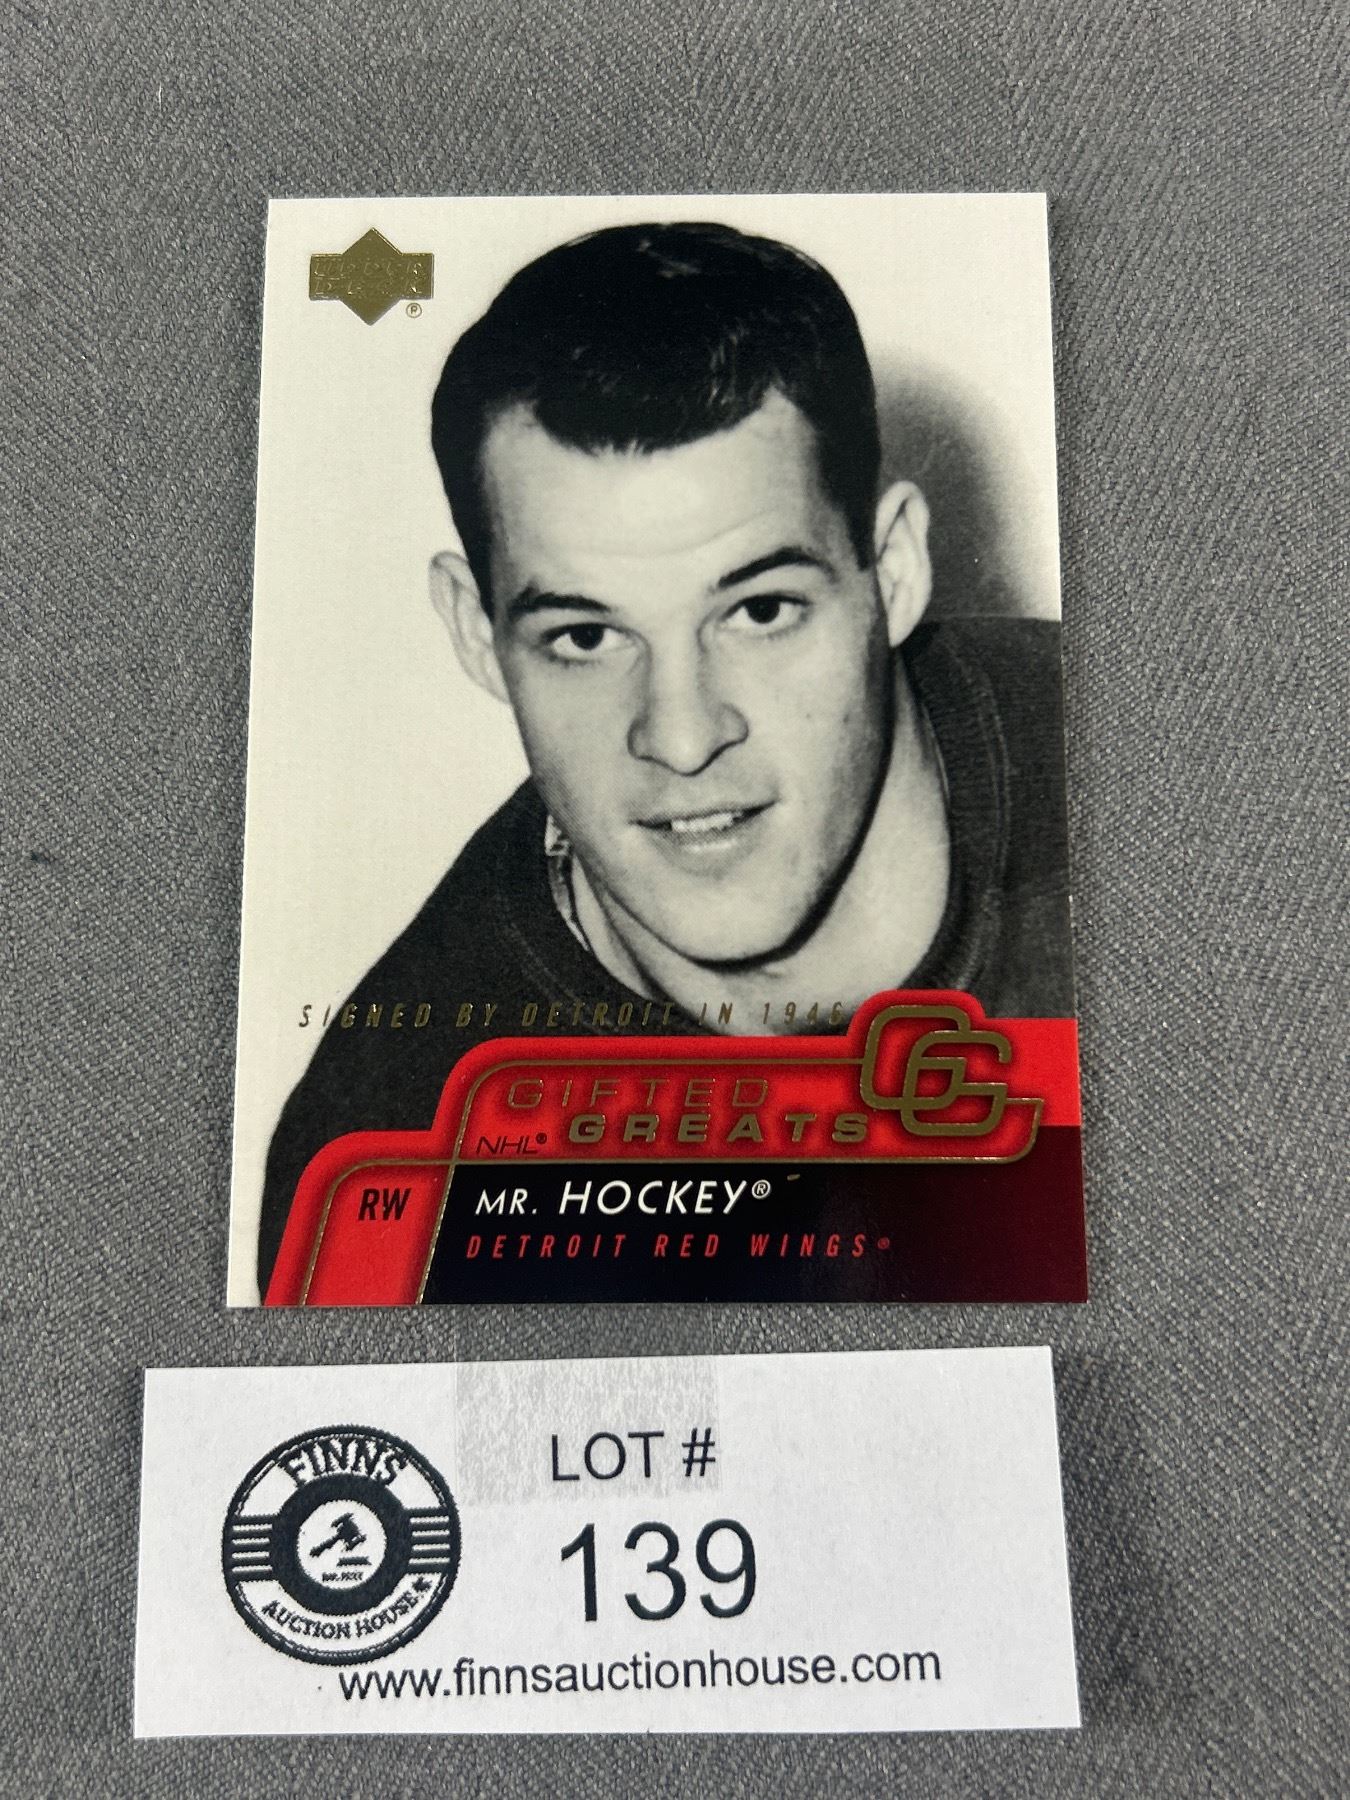 UPPER
DECK
®
SIGNED BY DETROIT IN 1946
GG
GIFTED
NHL® GREATS
RW
MR. HOCKEY®
DETROIT RED WINGS®
FINNS
AUCTION HOUSE
LOT #
139
www.finnsauctionhouse.com